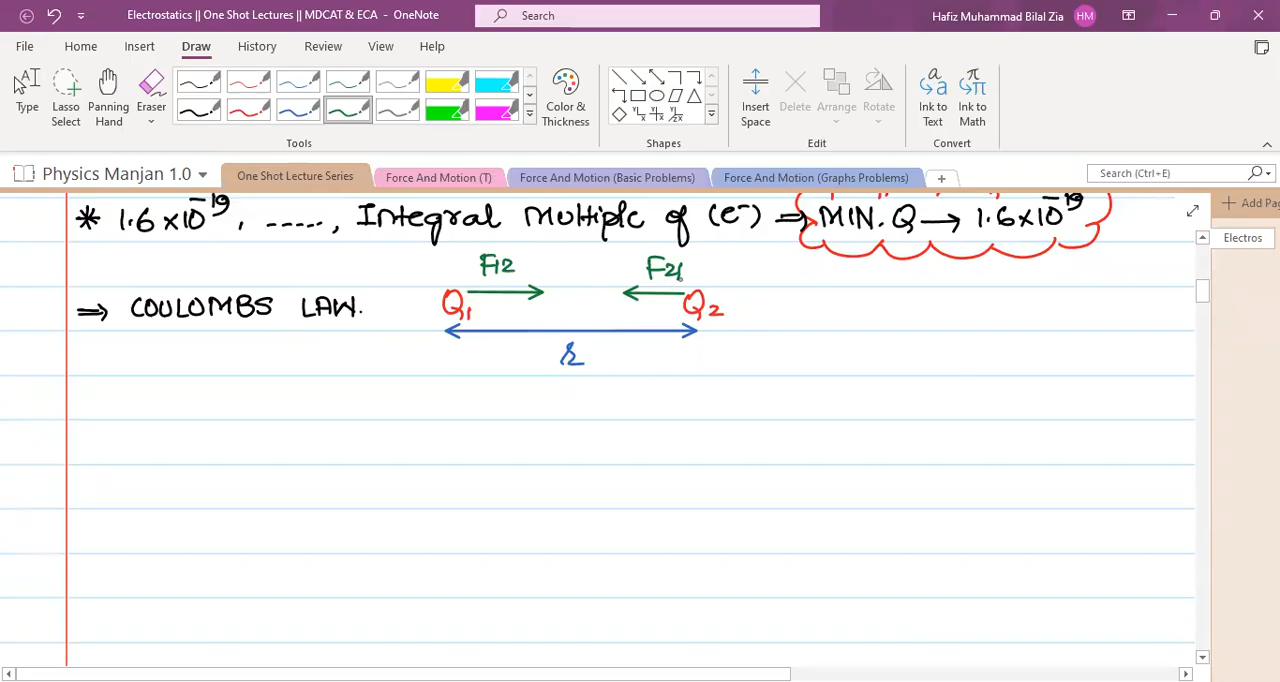 Electrostatics || One Shot Lectures || MDCAT & ECA - OneNote
Search
Hafiz Muhammad Bilal Zia HM
File Home Insert Draw History Review View Help
Type Lasso Select Panning Hand Eraser Color & Thickness Insert Space Delete Arrange Rotate Ink to Text Ink to Math
Tools Shapes Edit Convert
Physics Manjan 1.0 One Shot Lecture Series Force And Motion (T) Force And Motion (Basic Problems) Force And Motion (Graphs Problems) Search (Ctrl+E)
Add Pag
Electros
* 1.6×10⁻¹⁹, ....., Integral Multiple of (e⁻) ⇒ MIN. Q → 1.6×10⁻¹⁹
F12 F21
⇒ COULOMBS LAW. Q₁ Q₂
r